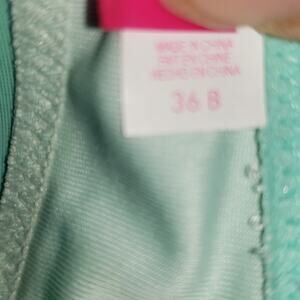 MADE IN CHINA
FAIT EN CHINE
HECHO EN CHINA
36 B